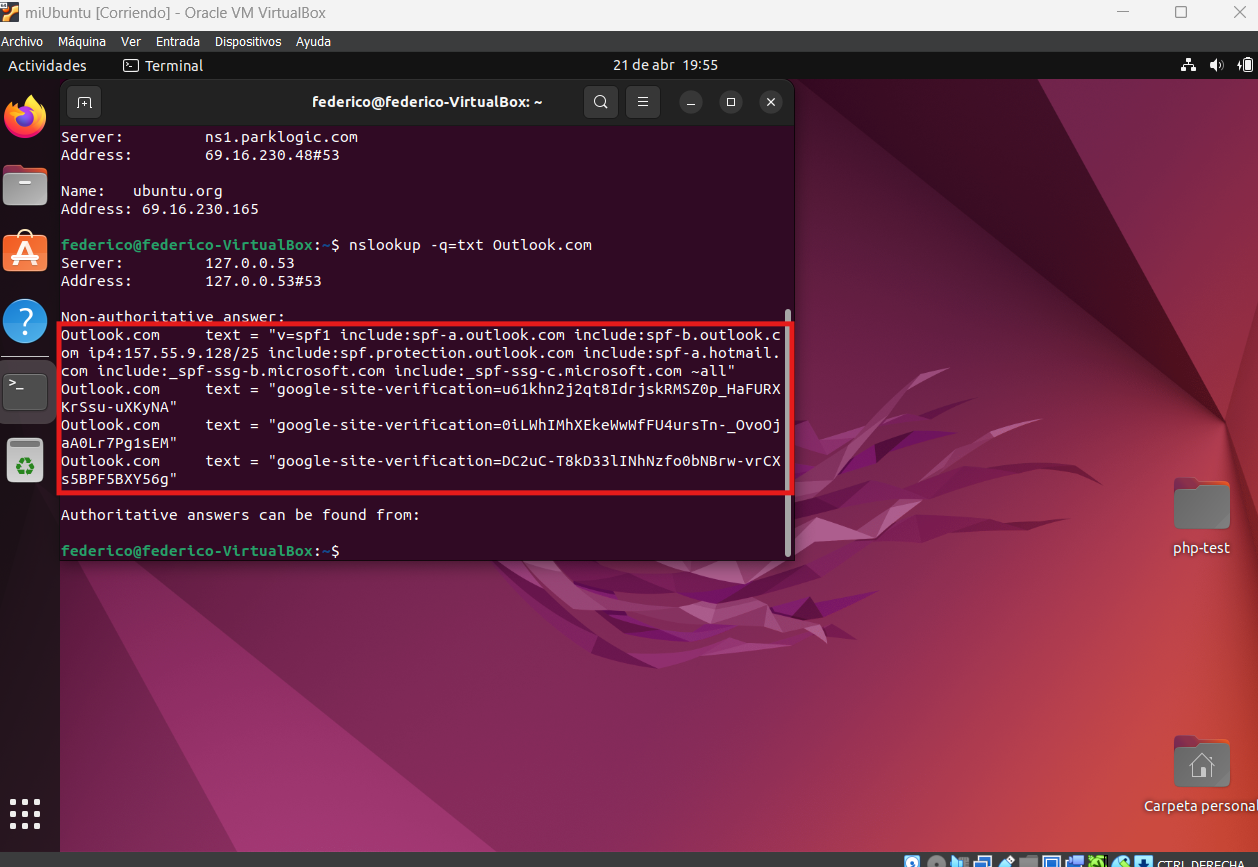 miUbuntu [Corriendo] - Oracle VM VirtualBox
Archivo Máquina Ver Entrada Dispositivos Ayuda
Actividades Terminal 21 de abr 19:55
federico@federico-VirtualBox: ~
Server: ns1.parklogic.com
Address: 69.16.230.48#53
Name: ubuntu.org
Address: 69.16.230.165
federico@federico-VirtualBox:~$ nslookup -q=txt Outlook.com
Server: 127.0.0.53
Address: 127.0.0.53#53
Non-authoritative answer:
Outlook.com text = "v=spf1 include:spf-a.outlook.com include:spf-b.outlook.c
om ip4:157.55.9.128/25 include:spf.protection.outlook.com include:spf-a.hotmail.
com include:_spf-ssg-b.microsoft.com include:_spf-ssg-c.microsoft.com ~all"
Outlook.com text = "google-site-verification=u61khn2j2qt8IdrjskRMSZ0p_HaFURX
KrSsu-uXKyNA"
Outlook.com text = "google-site-verification=0iLWhIMhXEkeWwWfFU4ursTn-_OvoOj
aA0Lr7Pg1sEM"
Outlook.com text = "google-site-verification=DC2uC-T8kD33lINhNzfo0bNBrw-vrCX
s5BPF5BXY56g"
Authoritative answers can be found from:
federico@federico-VirtualBox:~$
php-test
Carpeta personal
CTRL DERECHA